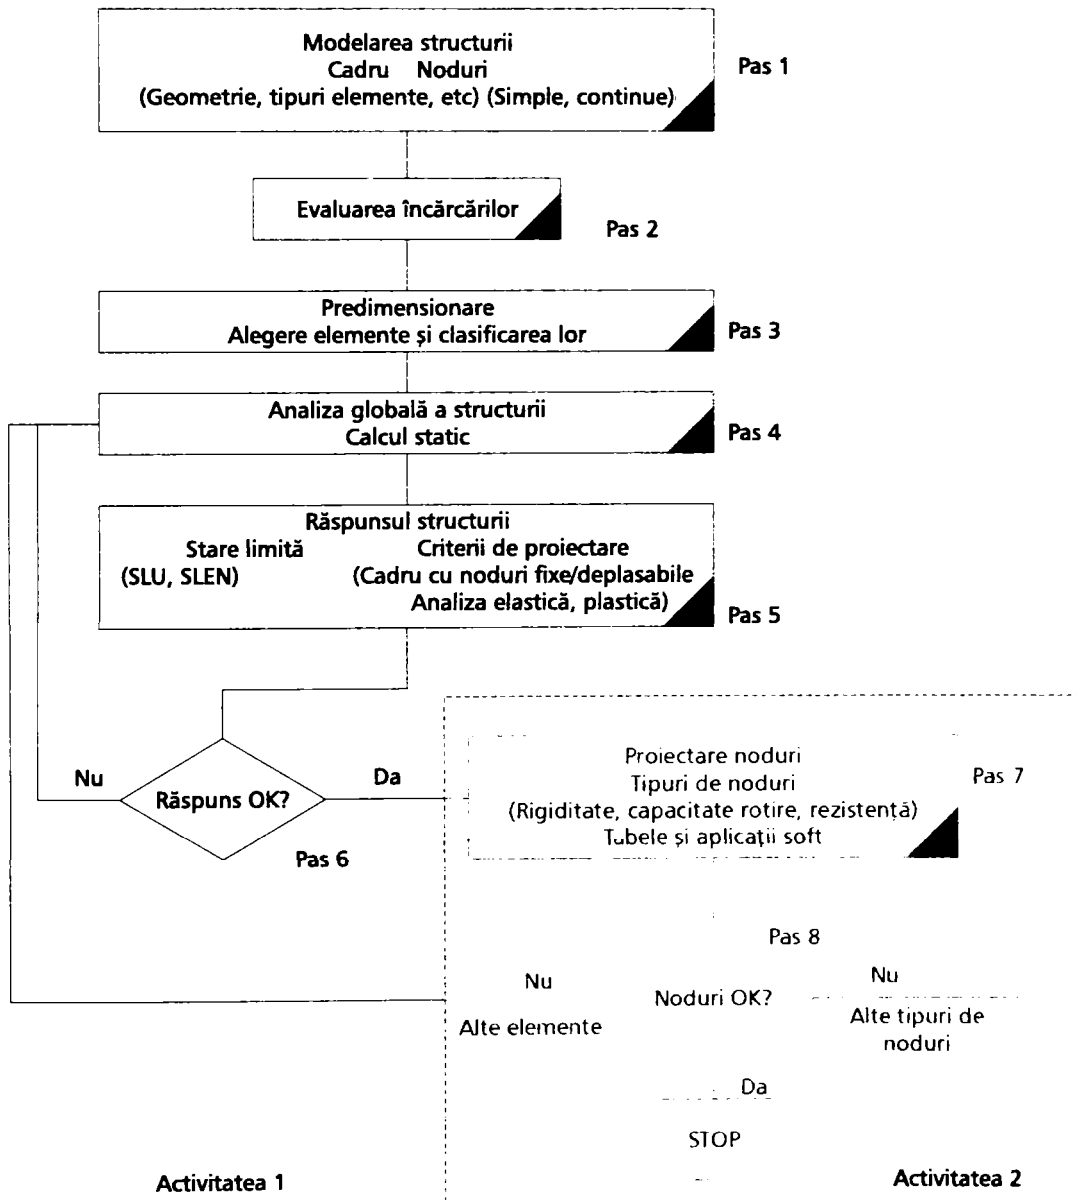 Modelarea structurii
Cadru Noduri
(Geometrie, tipuri elemente, etc) (Simple, continue)
Pas 1
Evaluarea încărcărilor
Pas 2
Predimensionare
Alegere elemente și clasificarea lor
Pas 3
Analiza globală a structurii
Calcul static
Pas 4
Răspunsul structurii
Stare limită Criterii de proiectare
(SLU, SLEN) (Cadru cu noduri fixe/deplasabile
Analiza elastică, plastică)
Pas 5
Nu
Răspuns OK?
Da
Pas 6
Proiectare noduri
Tipuri de noduri
(Rigiditate, capacitate rotire, rezistență)
Tabele și aplicații soft
Pas 7
Pas 8
Nu
Noduri OK?
Nu
Alte elemente
Alte tipuri de
noduri
Da
STOP
Activitatea 1
Activitatea 2